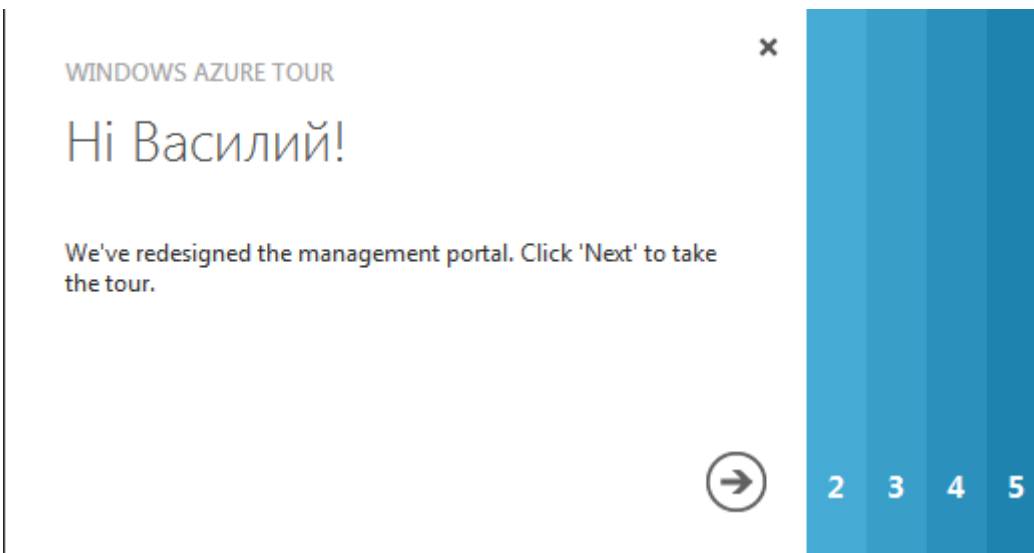 WINDOWS AZURE TOUR
Hi Василий!
We've redesigned the management portal. Click 'Next' to take
the tour.
2 3 4 5